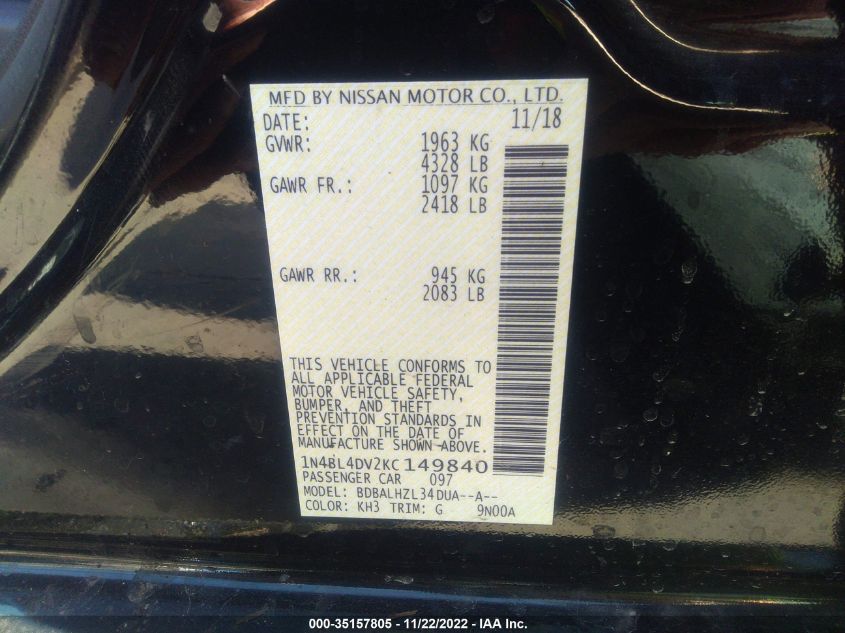 MFD BY NISSAN MOTOR CO., LTD.
DATE: 11/18
GVWR: 1963 KG
4328 LB
GAWR FR.: 1097 KG
2418 LB
GAWR RR.: 945 KG
2083 LB
THIS VEHICLE CONFORMS TO
ALL APPLICABLE FEDERAL
MOTOR VEHICLE SAFETY,
BUMPER, AND THEFT
PREVENTION STANDARDS IN
EFFECT ON THE DATE OF
MANUFACTURE SHOWN ABOVE.
1N4BL4DV2KC149840
PASSENGER CAR 097
MODEL: BDBALHZL34DUA--A--
COLOR: KH3 TRIM: G 9N00A
000-35157805 - 11/22/2022 - IAA Inc.